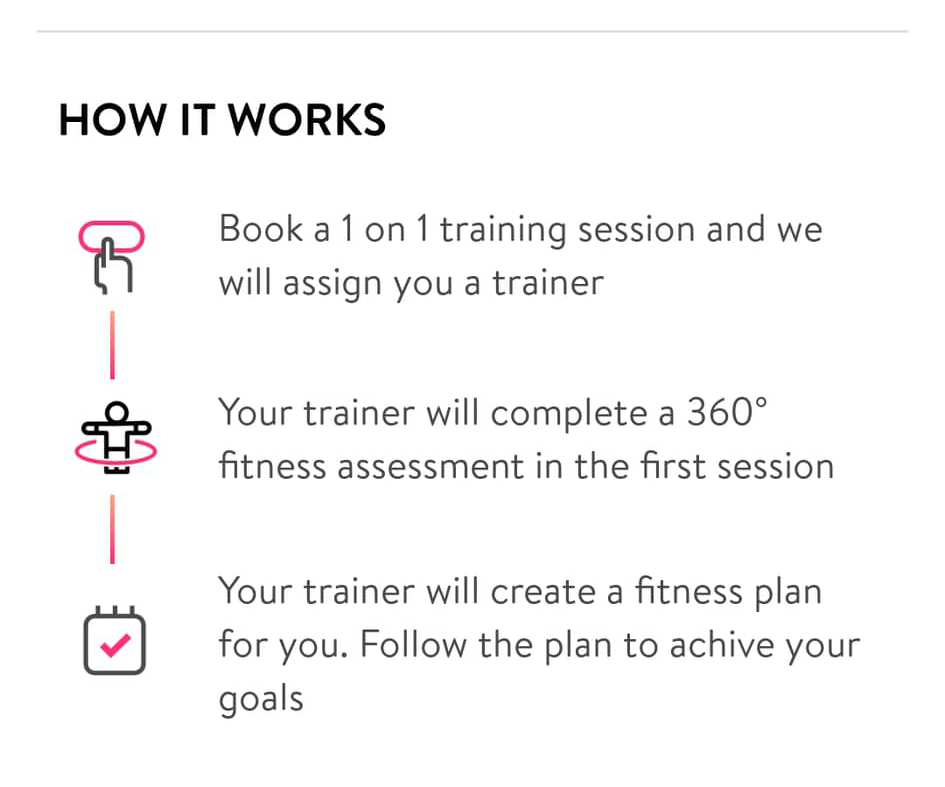 HOW IT WORKS
Book a 1 on 1 training session and we
will assign you a trainer
Your trainer will complete a 360°
fitness assessment in the first session
Your trainer will create a fitness plan
for you. Follow the plan to achive your
goals